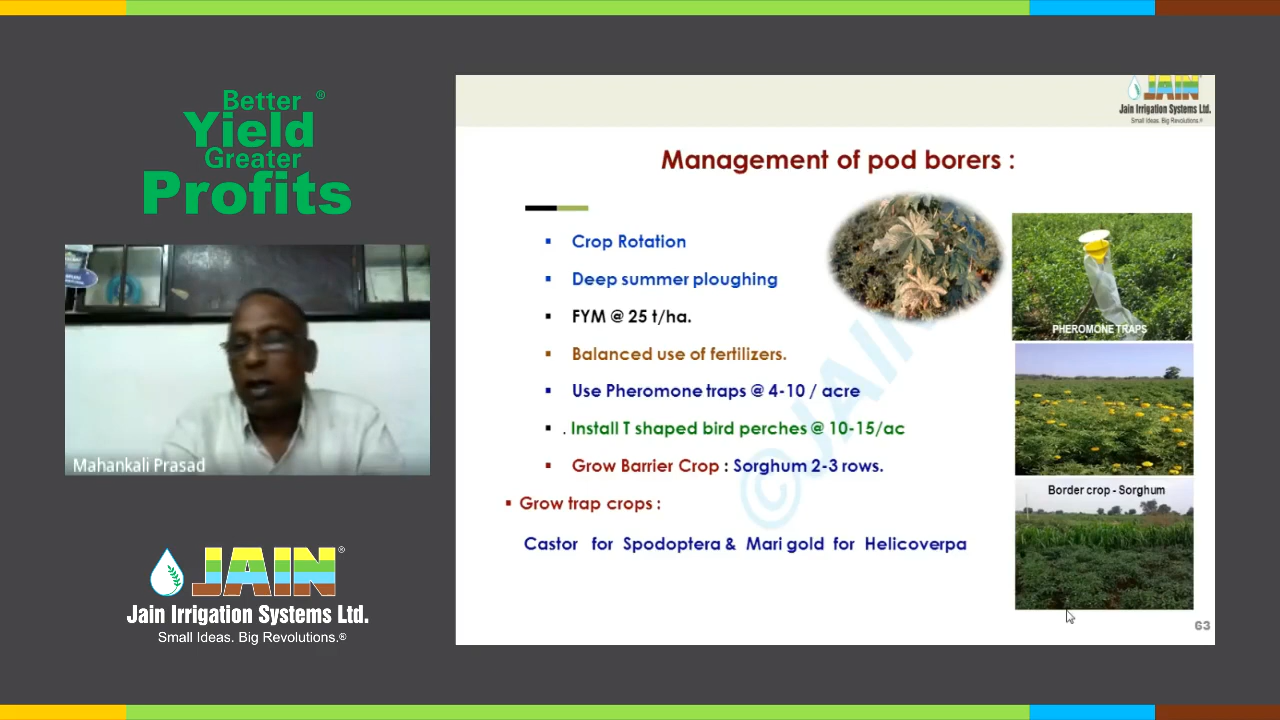 Better ®
Yield
Greater
Profits
Mahankali Prasad
JAIN®
Jain Irrigation Systems Ltd.
Small Ideas. Big Revolutions.®
JAIN
Jain Irrigation Systems Ltd.
Small Ideas. Big Revolutions.®
Management of pod borers :
▪ Crop Rotation
▪ Deep summer ploughing
▪ FYM @ 25 t/ha.
▪ Balanced use of fertilizers.
▪ Use Pheromone traps @ 4-10 / acre
▪ . Install T shaped bird perches @ 10-15/ac
▪ Grow Barrier Crop : Sorghum 2-3 rows.
▪ Grow trap crops :
Castor for Spodoptera & Mari gold for Helicoverpa
PHEROMONE TRAPS
Border crop - Sorghum
©JAIN
63